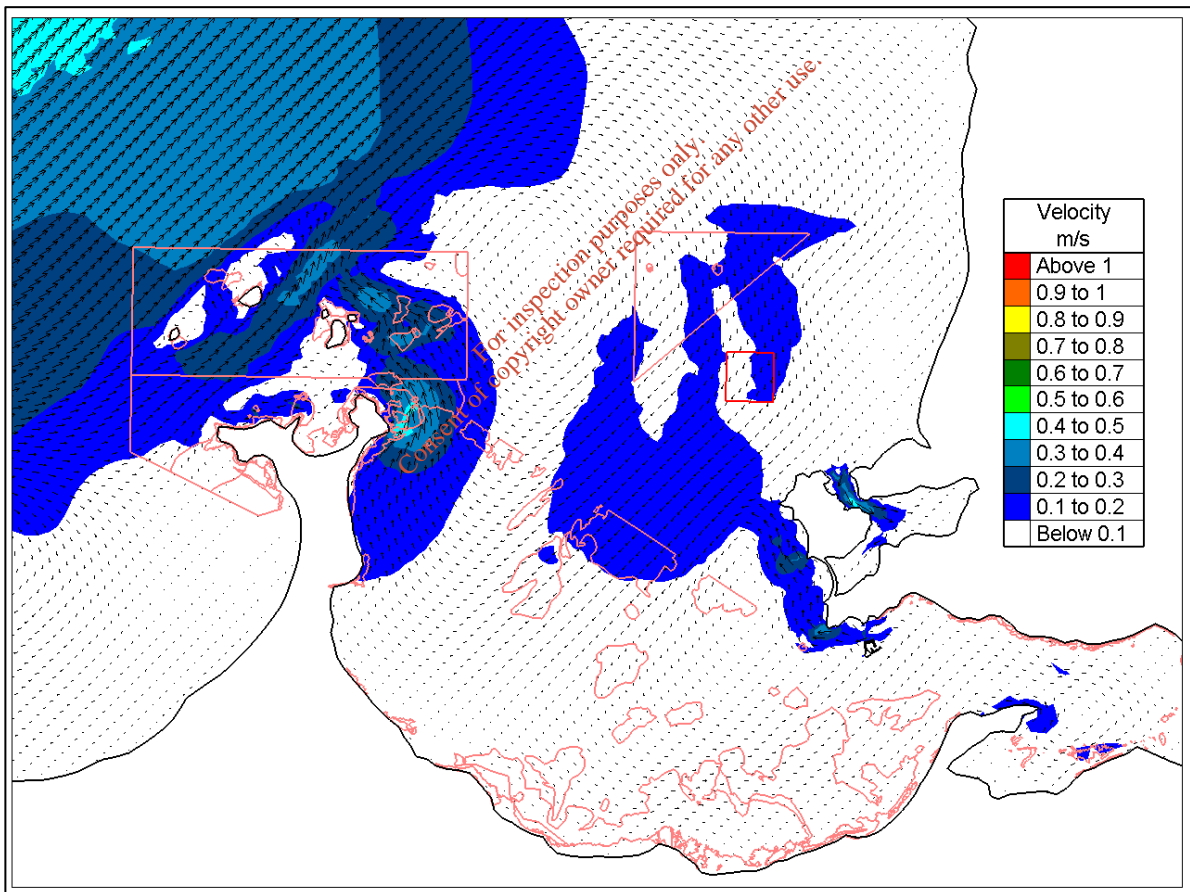 For inspection purposes only.
Consent of copyright owner required for any other use.
Velocity
m/s
Above 1
0.9 to 1
0.8 to 0.9
0.7 to 0.8
0.6 to 0.7
0.5 to 0.6
0.4 to 0.5
0.3 to 0.4
0.2 to 0.3
0.1 to 0.2
Below 0.1